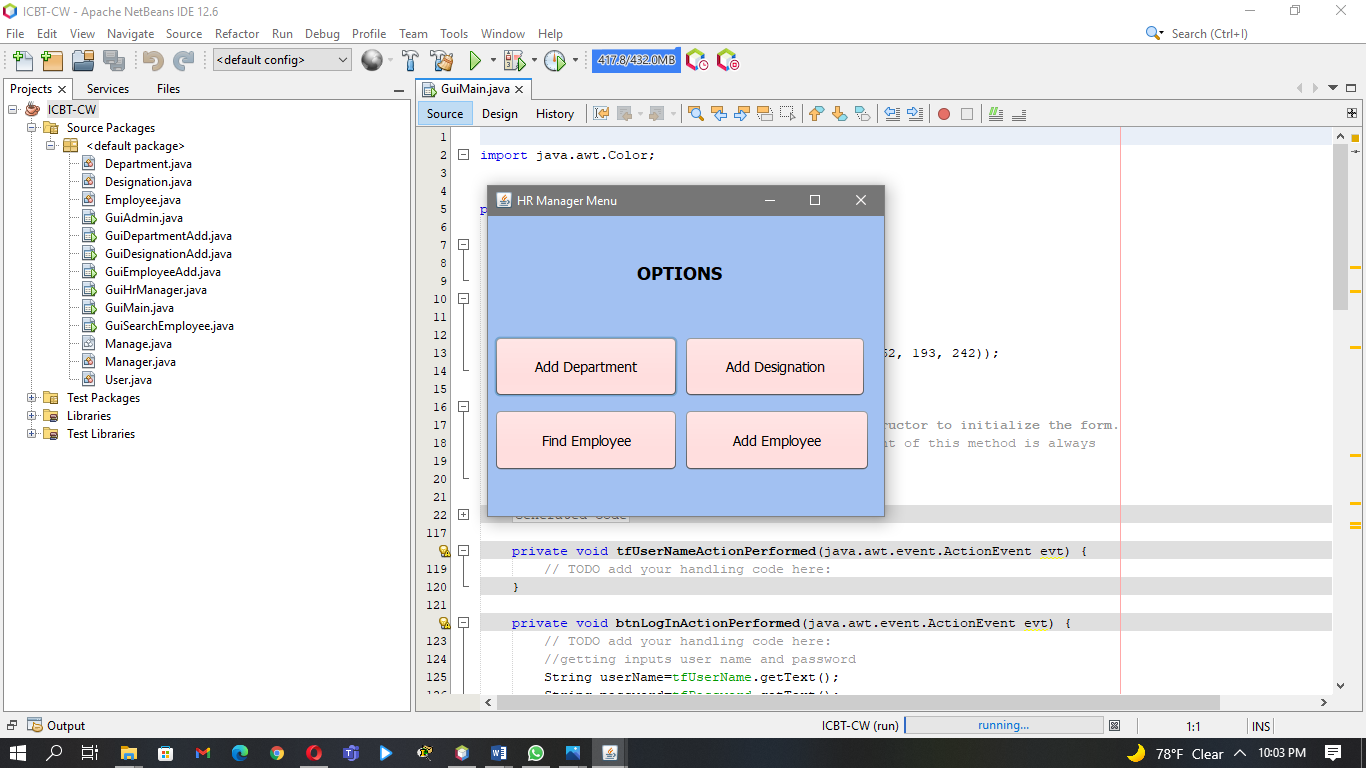 ICBT-CW - Apache NetBeans IDE 12.6
File Edit View Navigate Source Refactor Run Debug Profile Team Tools Window Help
Search (Ctrl+I)
<default config>
417.8/432.0MB
Projects Services Files
GuiMain.java
Source Design History
ICBT-CW
Source Packages
<default package>
Department.java
Designation.java
Employee.java
GuiAdmin.java
GuiDepartmentAdd.java
GuiDesignationAdd.java
GuiEmployeeAdd.java
GuiHrManager.java
GuiMain.java
GuiSearchEmployee.java
Manage.java
Manager.java
User.java
Test Packages
Libraries
Test Libraries
1
2 import java.awt.Color;
3
4
5 p
6
7
8
9
10
11
12
13 52, 193, 242));
14
15
16
17 ructor to initialize the form.
18 nt of this method is always
19
20
21
22 Generated Code
117
private void tfUserNameActionPerformed(java.awt.event.ActionEvent evt) {
119 // TODO add your handling code here:
120 }
121
private void btnLogInActionPerformed(java.awt.event.ActionEvent evt) {
123 // TODO add your handling code here:
124 //getting inputs user name and password
125 String userName=tfUserName.getText();
126 String password=tfPassword.getText();
HR Manager Menu
OPTIONS
Add Department Add Designation
Find Employee Add Employee
Output
ICBT-CW (run) running...
1:1 INS
78°F Clear 10:03 PM